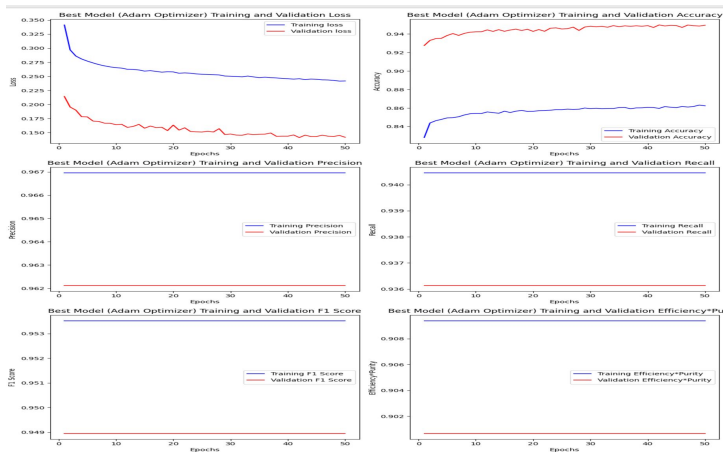 Best Model (Adam Optimizer) Training and Validation Loss
0.350
0.325
0.300
0.275
0.250
0.225
0.200
0.175
0.150
Loss
Training loss
Validation loss
0 10 20 30 40 50
Epochs
Best Model (Adam Optimizer) Training and Validation Accuracy
0.94
0.92
0.90
0.88
0.86
0.84
Accuracy
Training Accuracy
Validation Accuracy
0 10 20 30 40 50
Epochs
Best Model (Adam Optimizer) Training and Validation Precision
0.967
0.966
0.965
0.964
0.963
0.962
Precision
Training Precision
Validation Precision
0 10 20 30 40 50
Epochs
Best Model (Adam Optimizer) Training and Validation Recall
0.940
0.939
0.938
0.937
0.936
Recall
Training Recall
Validation Recall
0 10 20 30 40 50
Epochs
Best Model (Adam Optimizer) Training and Validation F1 Score
0.953
0.952
0.951
0.950
0.949
F1 Score
Training F1 Score
Validation F1 Score
0 10 20 30 40 50
Epochs
Best Model (Adam Optimizer) Training and Validation Efficiency*Pu
0.908
0.906
0.904
0.902
Efficiency*Purity
Training Efficiency*Purity
Validation Efficiency*Purity
0 10 20 30 40 50
Epochs